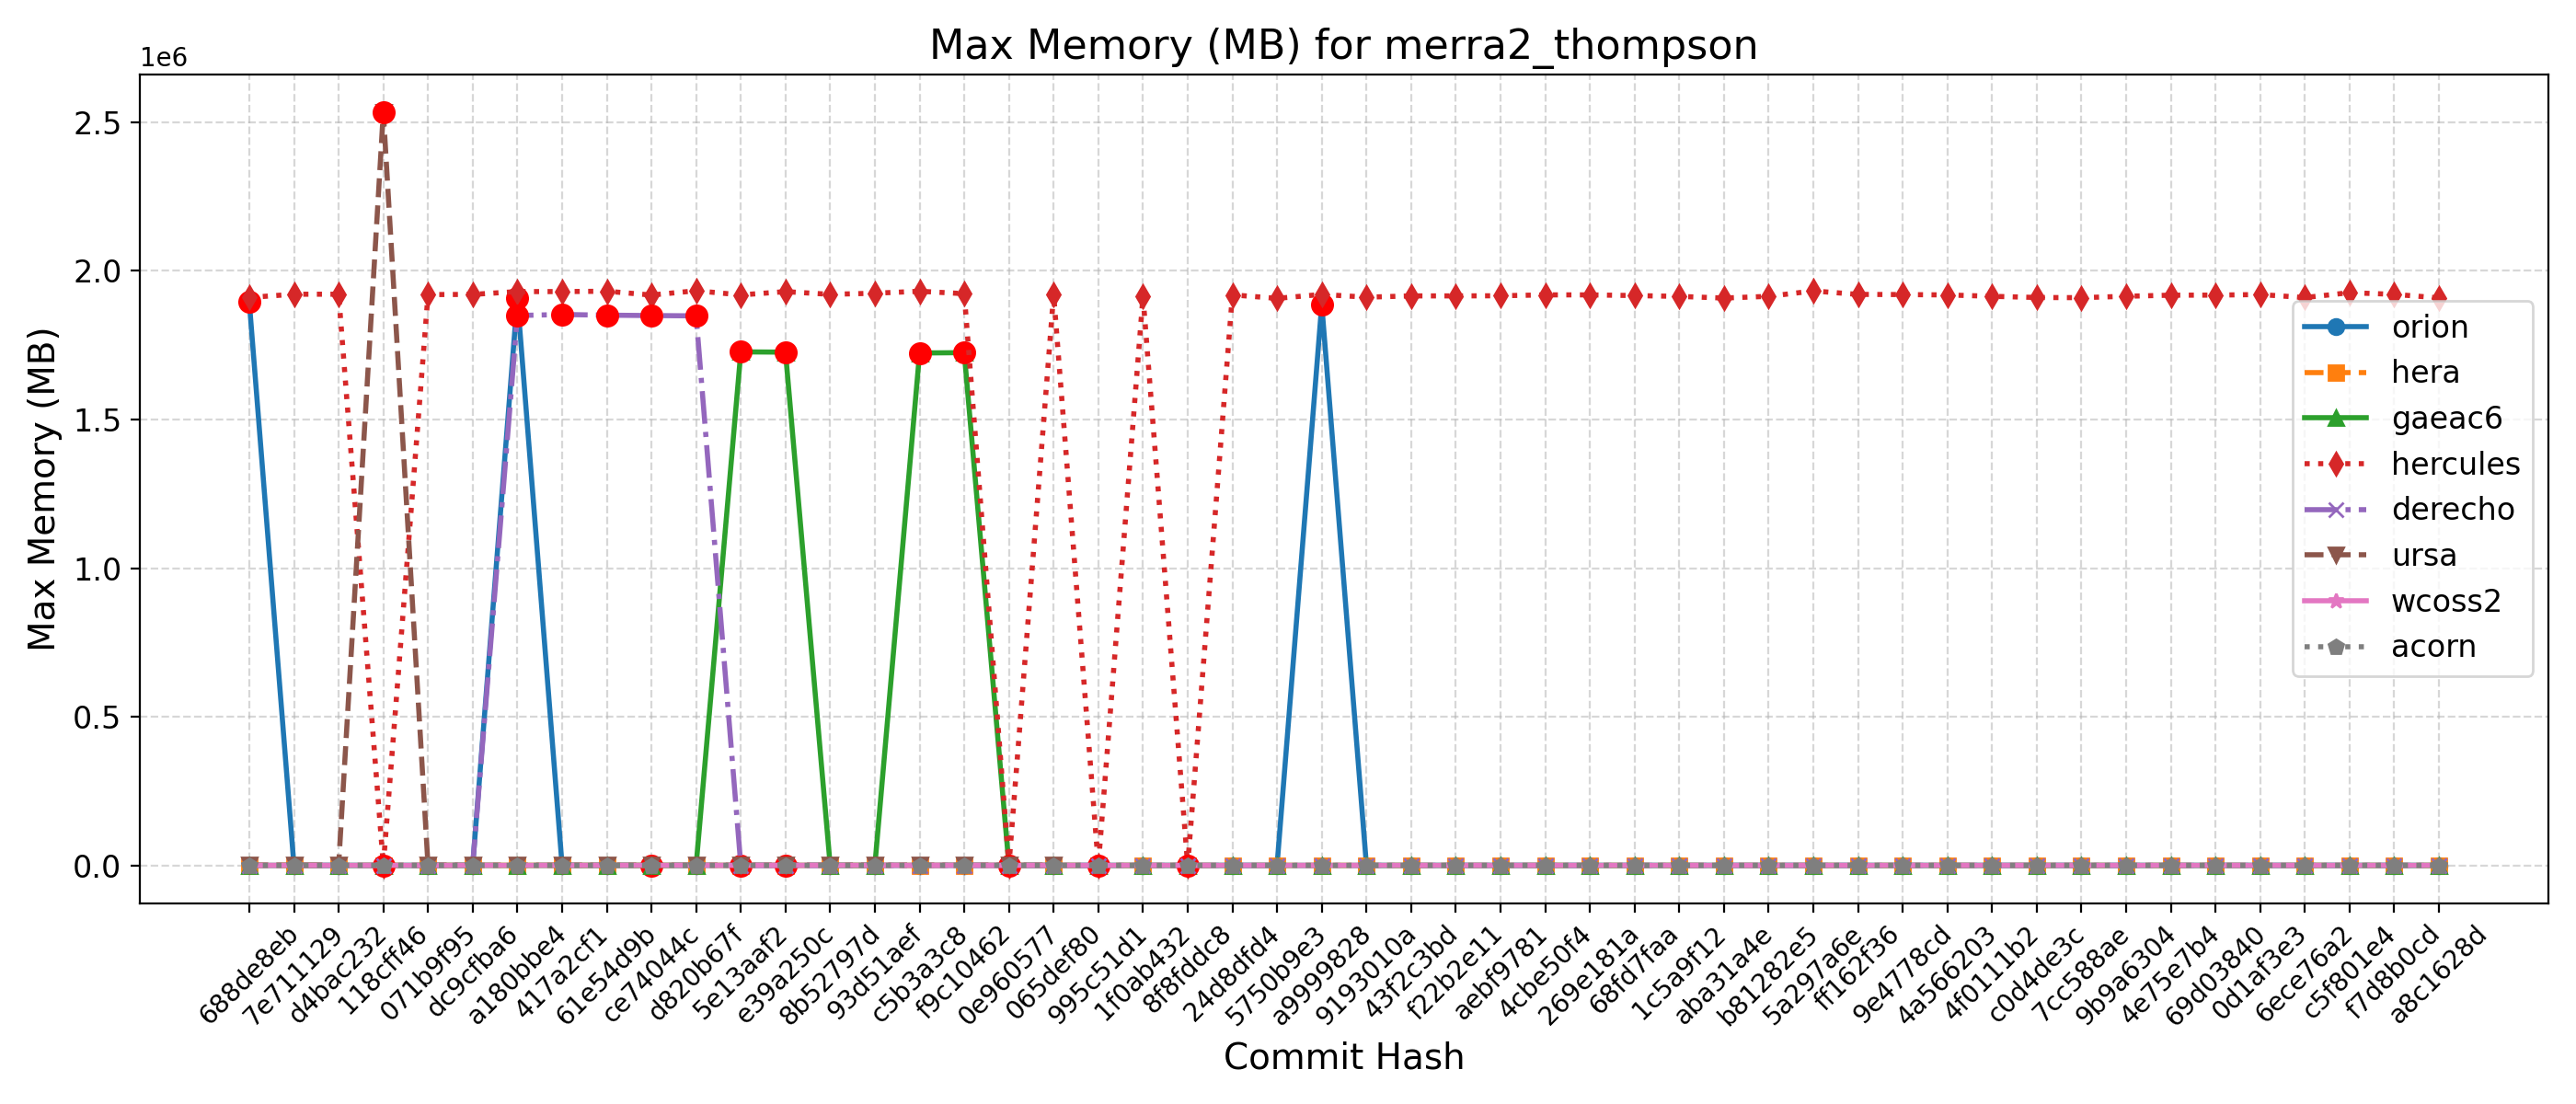 Max Memory (MB) for merra2_thompson
1e6
2.5
2.0
1.5
1.0
0.5
0.0
Max Memory (MB)
orion
hera
gaeac6
hercules
derecho
ursa
wcoss2
acorn
688de8eb
7e711129
d4bac232
118cff46
071b9f95
dc9cfba6
a180bbe4
417a2cf1
61e54d9b
ce74044c
d820b67f
5e13aaf2
e39a250c
8b52797d
93d51aef
c5b3a3c8
f9c10462
0e960577
065def80
995c51d1
1f0ab432
8f8fddc8
24d8dfd4
5750b9e3
a9999828
9193010a
43f2c3bd
f22b2e11
aebf9781
4cbe50f4
269e181a
68fd7faa
1c5a9f12
aba31a4e
b81282e5
5a297a6e
ff162f36
9e4778cd
4a566203
4f0111b2
c0d4de3c
7cc588ae
9b9a6304
4e75e7b4
69d03840
0d1af3e3
6ece76a2
c5f801e4
f7d8b0cd
a8c1628d
Commit Hash